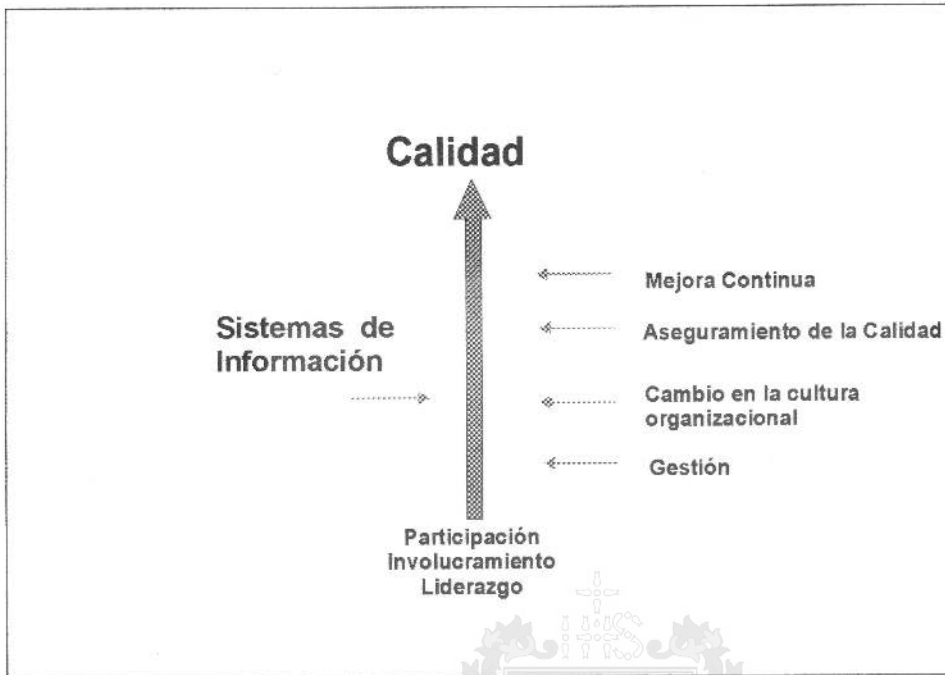 Calidad
Sistemas de
Información
Mejora Continua
Aseguramiento de la Calidad
Cambio en la cultura
organizacional
Gestión
Participación
Involucramiento
Liderazgo
IHS